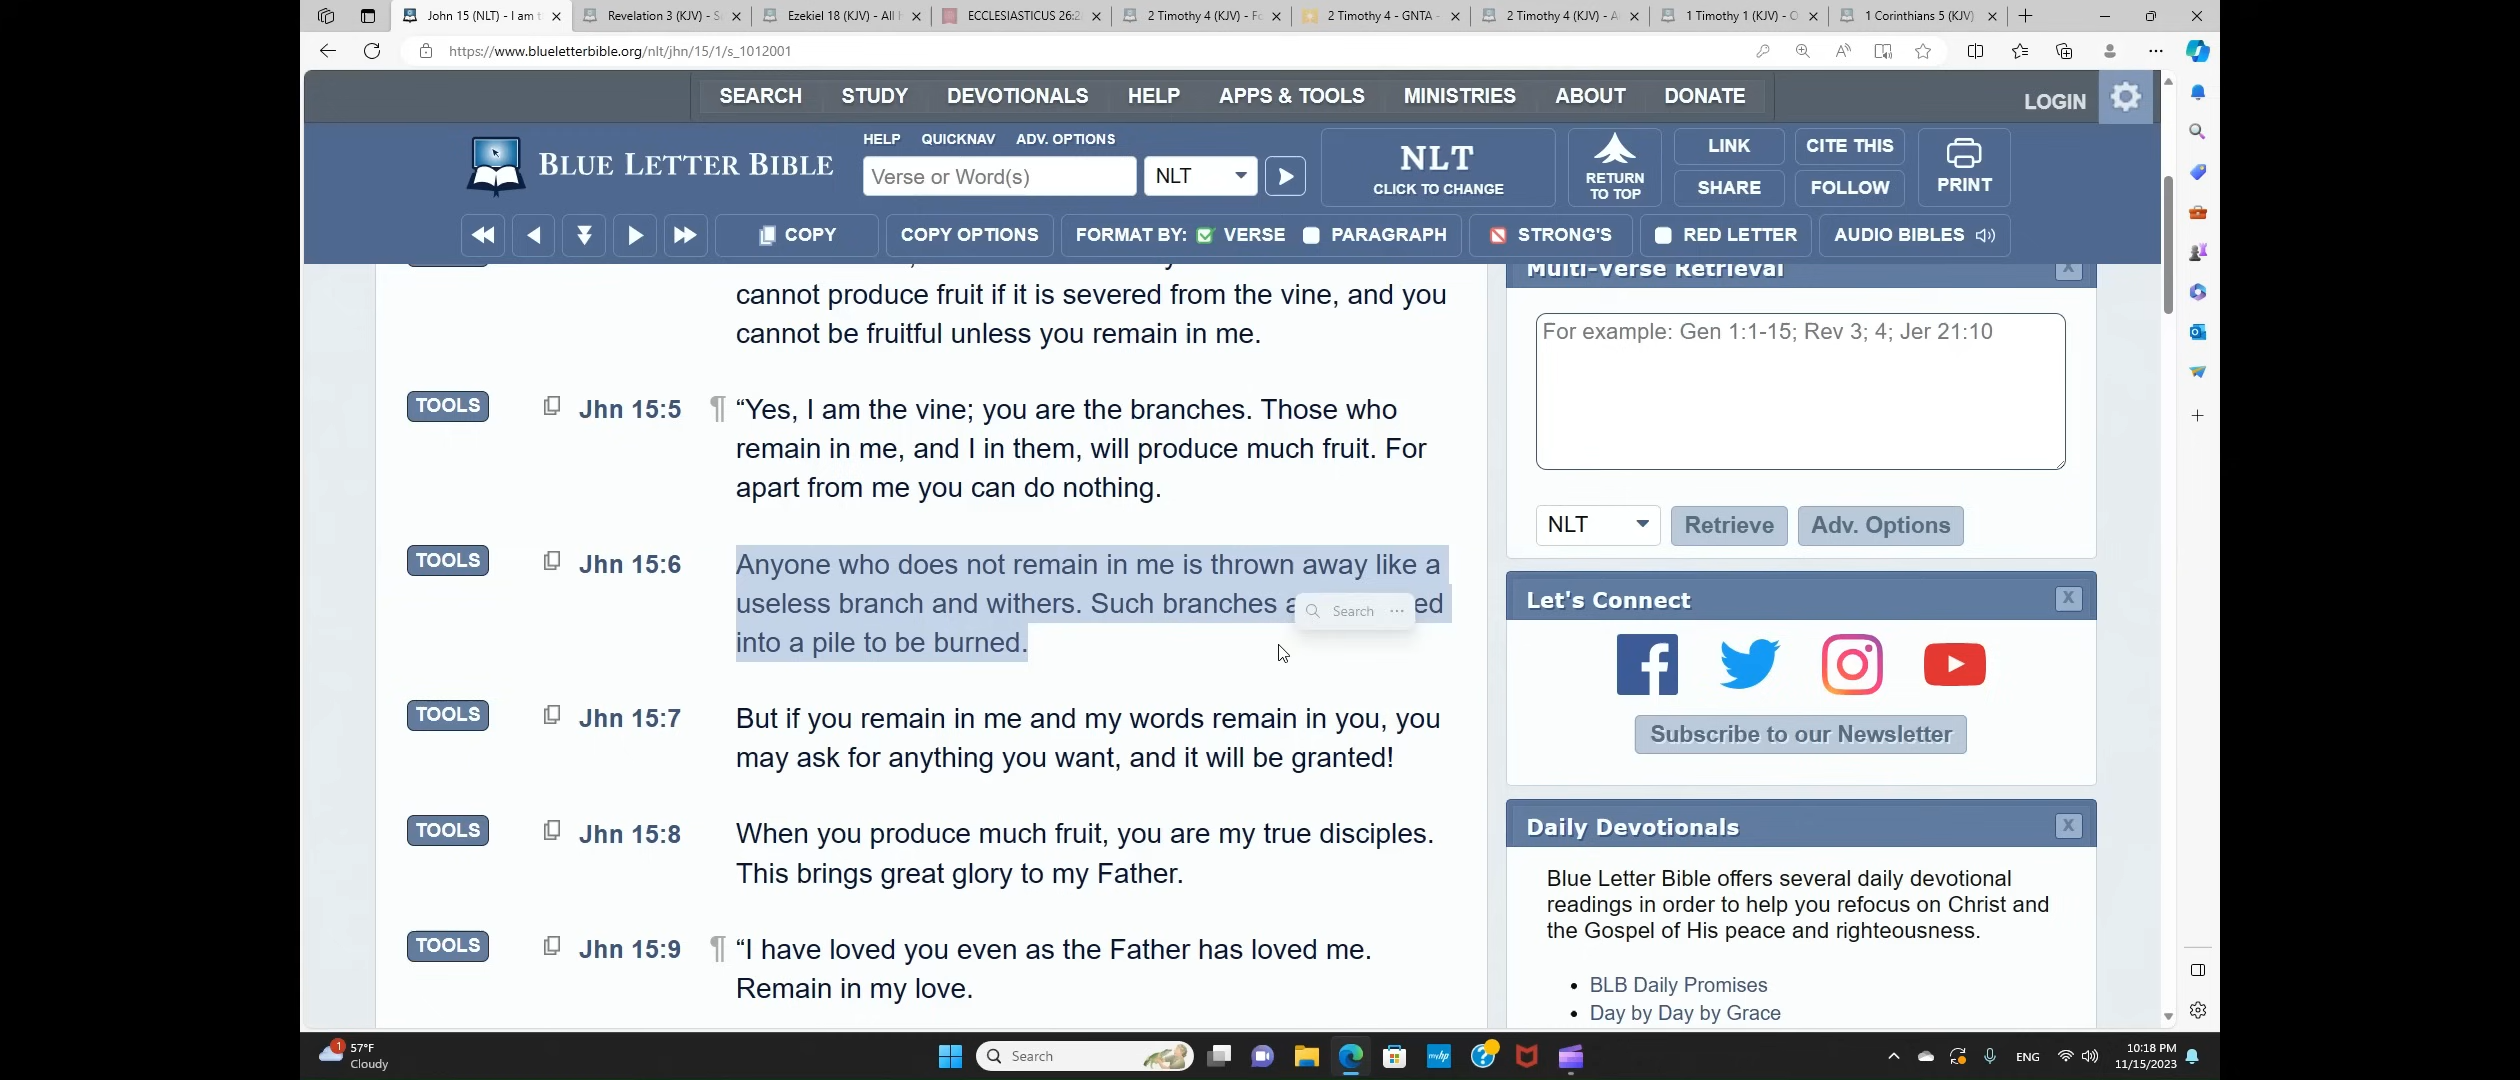 John 15 (NLT) - I am t
Revelation 3 (KJV) - S
Ezekiel 18 (KJV) - All
ECCLESIASTICUS 26:2
2 Timothy 4 (KJV) - Fo
2 Timothy 4 - GNTA -
2 Timothy 4 (KJV) - A
1 Timothy 1 (KJV) - O
1 Corinthians 5 (KJV)
https://www.blueletterbible.org/nlt/jhn/15/1/s_1012001
SEARCH STUDY DEVOTIONALS HELP APPS & TOOLS MINISTRIES ABOUT DONATE LOGIN
HELP QUICKNAV ADV. OPTIONS
BLUE LETTER BIBLE
Verse or Word(s) NLT
NLT
CLICK TO CHANGE
RETURN
TO TOP
LINK CITE THIS
SHARE FOLLOW
PRINT
COPY COPY OPTIONS FORMAT BY: VERSE PARAGRAPH STRONG'S RED LETTER AUDIO BIBLES
cannot produce fruit if it is severed from the vine, and you
cannot be fruitful unless you remain in me.
TOOLS Jhn 15:5 ¶ “Yes, I am the vine; you are the branches. Those who
remain in me, and I in them, will produce much fruit. For
apart from me you can do nothing.
TOOLS Jhn 15:6 Anyone who does not remain in me is thrown away like a
useless branch and withers. Such branches a ed
into a pile to be burned.
Search ...
TOOLS Jhn 15:7 But if you remain in me and my words remain in you, you
may ask for anything you want, and it will be granted!
TOOLS Jhn 15:8 When you produce much fruit, you are my true disciples.
This brings great glory to my Father.
TOOLS Jhn 15:9 ¶ “I have loved you even as the Father has loved me.
Remain in my love.
Multi-Verse Retrieval X
For example: Gen 1:1-15; Rev 3; 4; Jer 21:10
NLT Retrieve Adv. Options
Let's Connect X
Subscribe to our Newsletter
Daily Devotionals X
Blue Letter Bible offers several daily devotional
readings in order to help you refocus on Christ and
the Gospel of His peace and righteousness.
• BLB Daily Promises
• Day by Day by Grace
1
57°F
Cloudy
Search
myhp
ENG
10:18 PM
11/15/2023